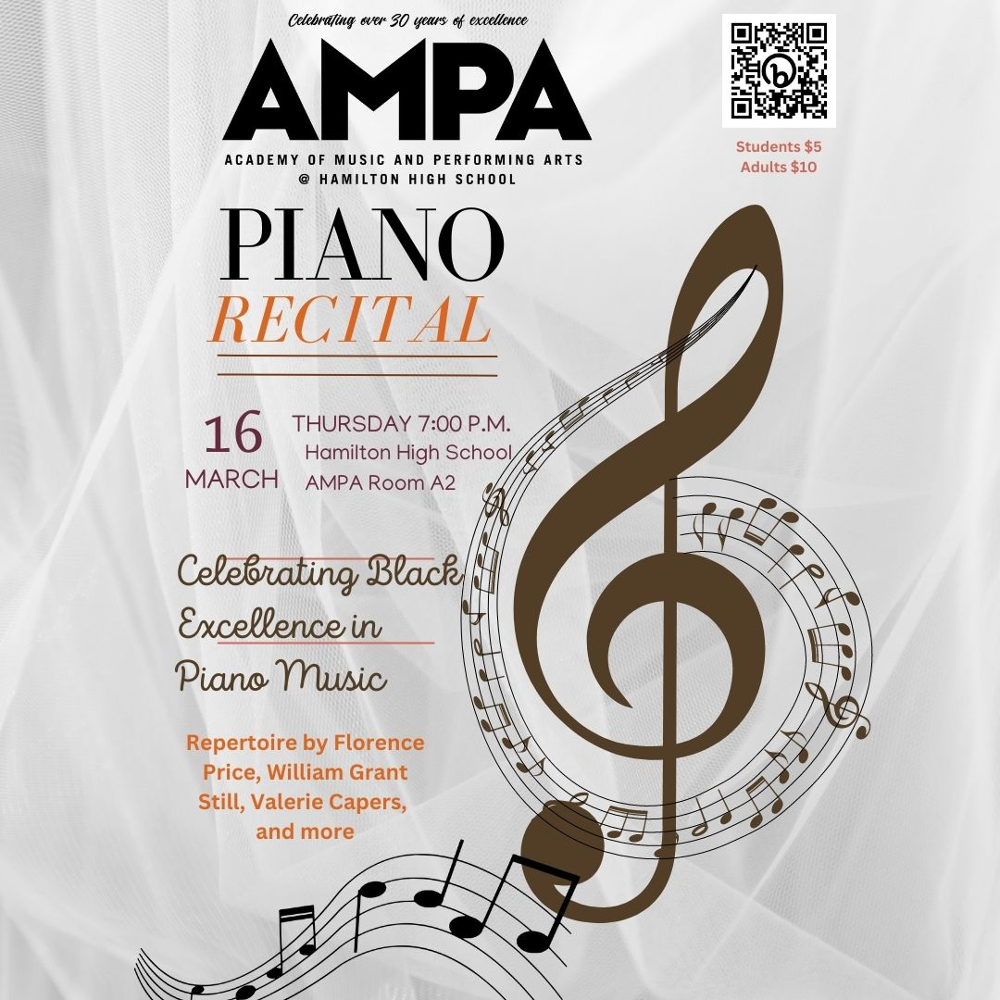 Celebrating over 30 years of excellence
AMPA
ACADEMY OF MUSIC AND PERFORMING ARTS
@ HAMILTON HIGH SCHOOL
b
Students $5
Adults $10
PIANO
RECITAL
16
MARCH
THURSDAY 7:00 P.M.
Hamilton High School
AMPA Room A2
Celebrating Black
Excellence in
Piano Music
Repertoire by Florence
Price, William Grant
Still, Valerie Capers,
and more